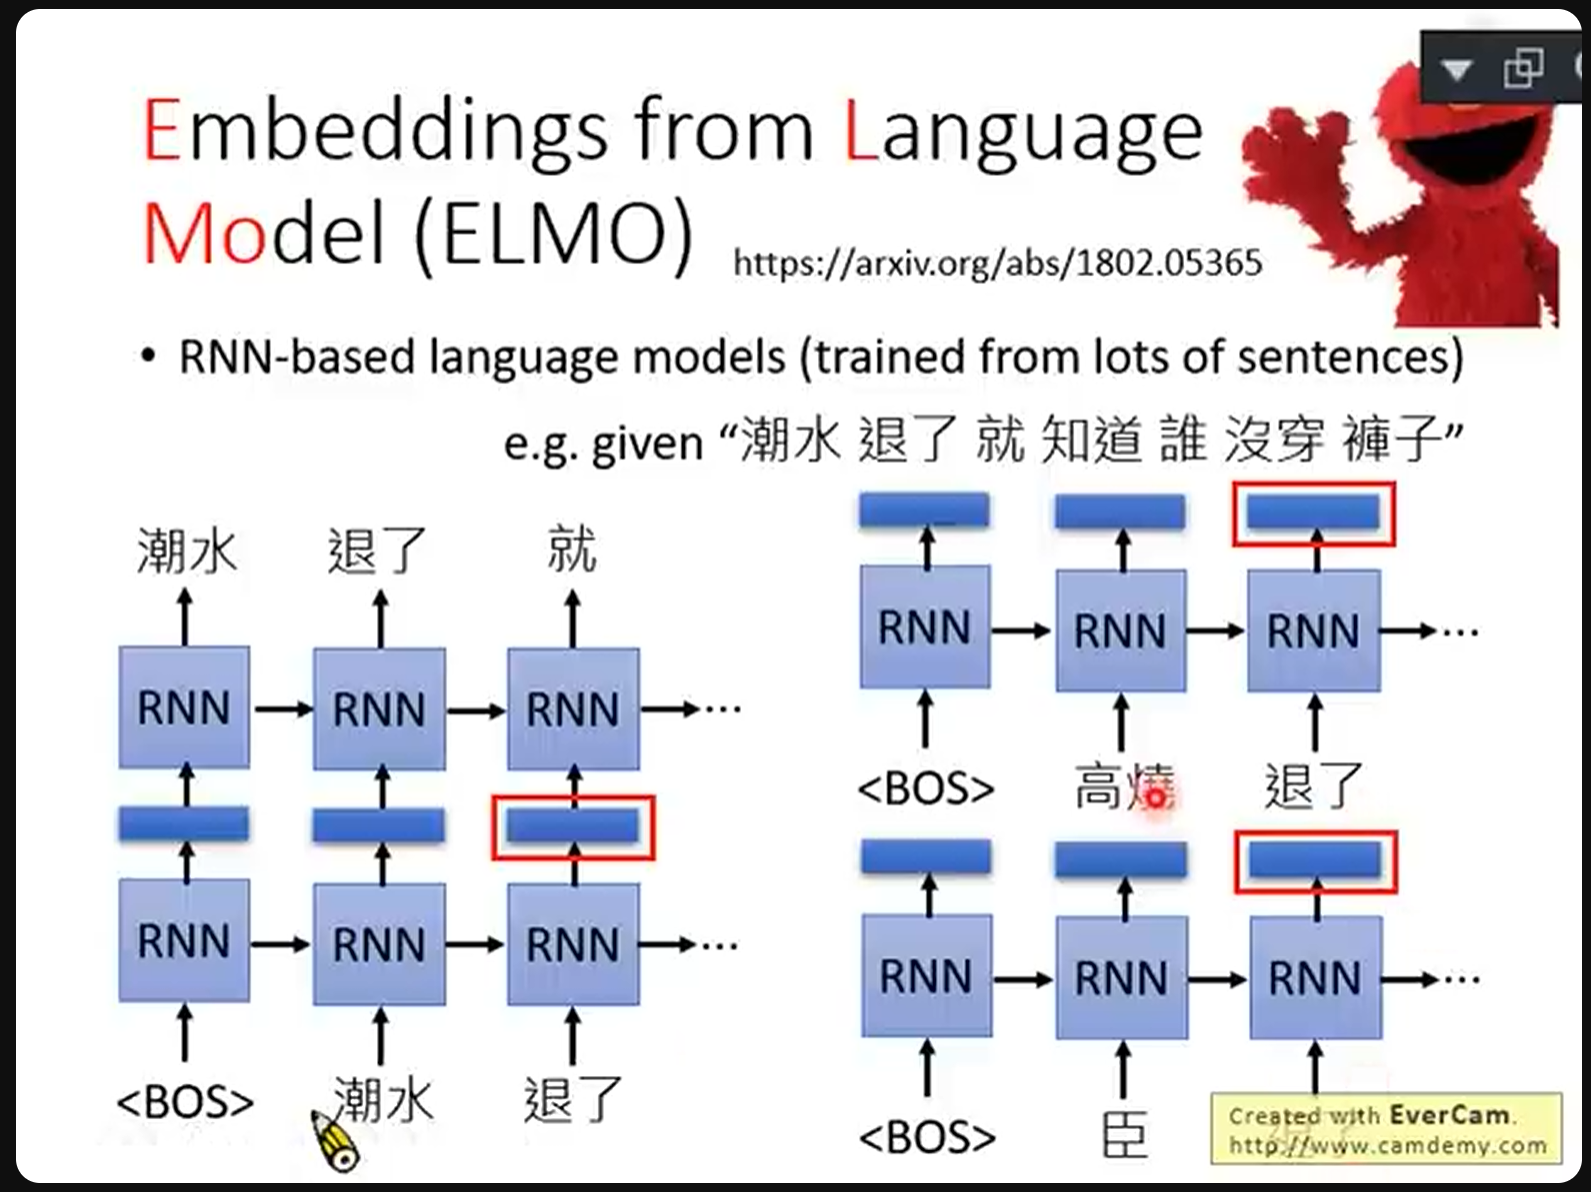 Embeddings from Language
Model (ELMO)
https://arxiv.org/abs/1802.05365
• RNN-based language models (trained from lots of sentences)
e.g. given “潮水 退了 就 知道 誰 沒穿 褲子”
潮水 退了 就
RNN RNN RNN ...
RNN RNN RNN ...
<BOS> 潮水 退了
RNN RNN RNN ...
<BOS> 高燒 退了
RNN RNN RNN ...
<BOS> 臣
Created with EverCam.
http://www.camdemy.com